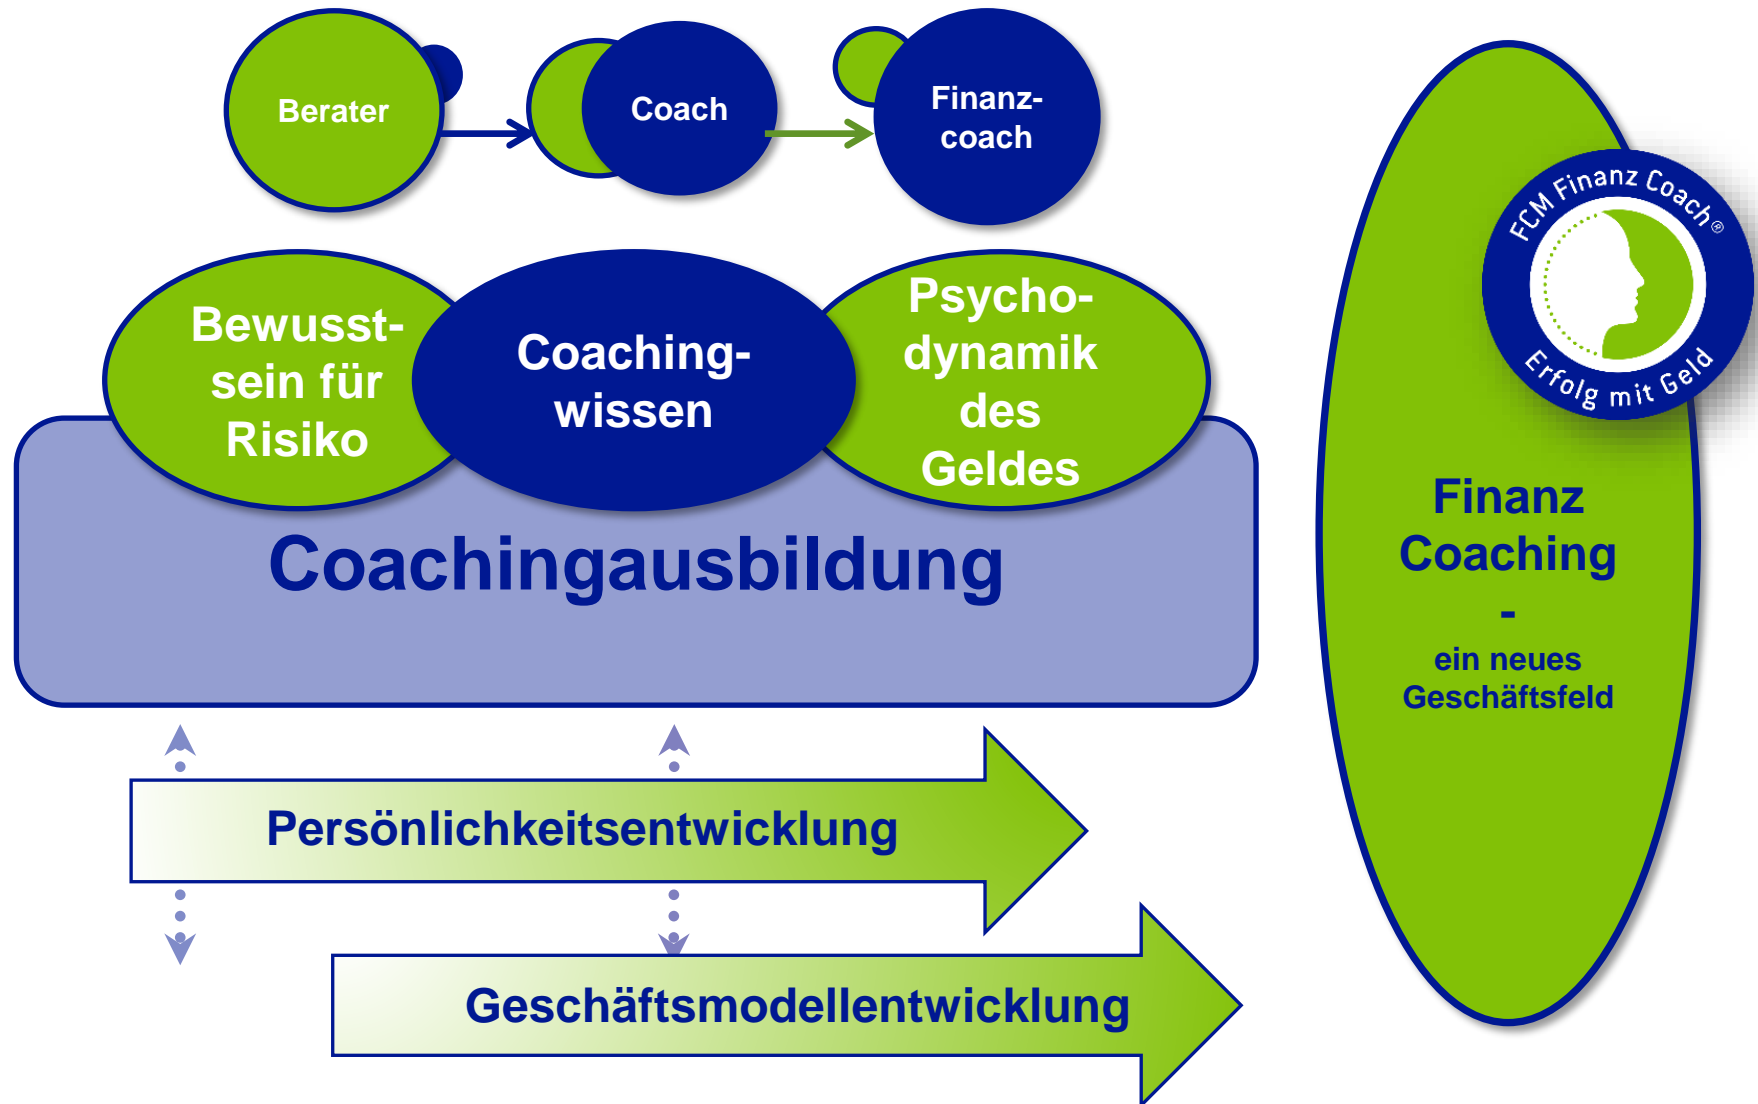 Berater
Coach
Finanz-
coach
Bewusst-
sein für
Risiko
Coaching-
wissen
Psycho-
dynamik
des
Geldes
Coachingausbildung
Persönlichkeitsentwicklung
Geschäftsmodellentwicklung
FCM Finanz Coach®
Erfolg mit Geld
Finanz
Coaching
-
ein neues
Geschäftsfeld